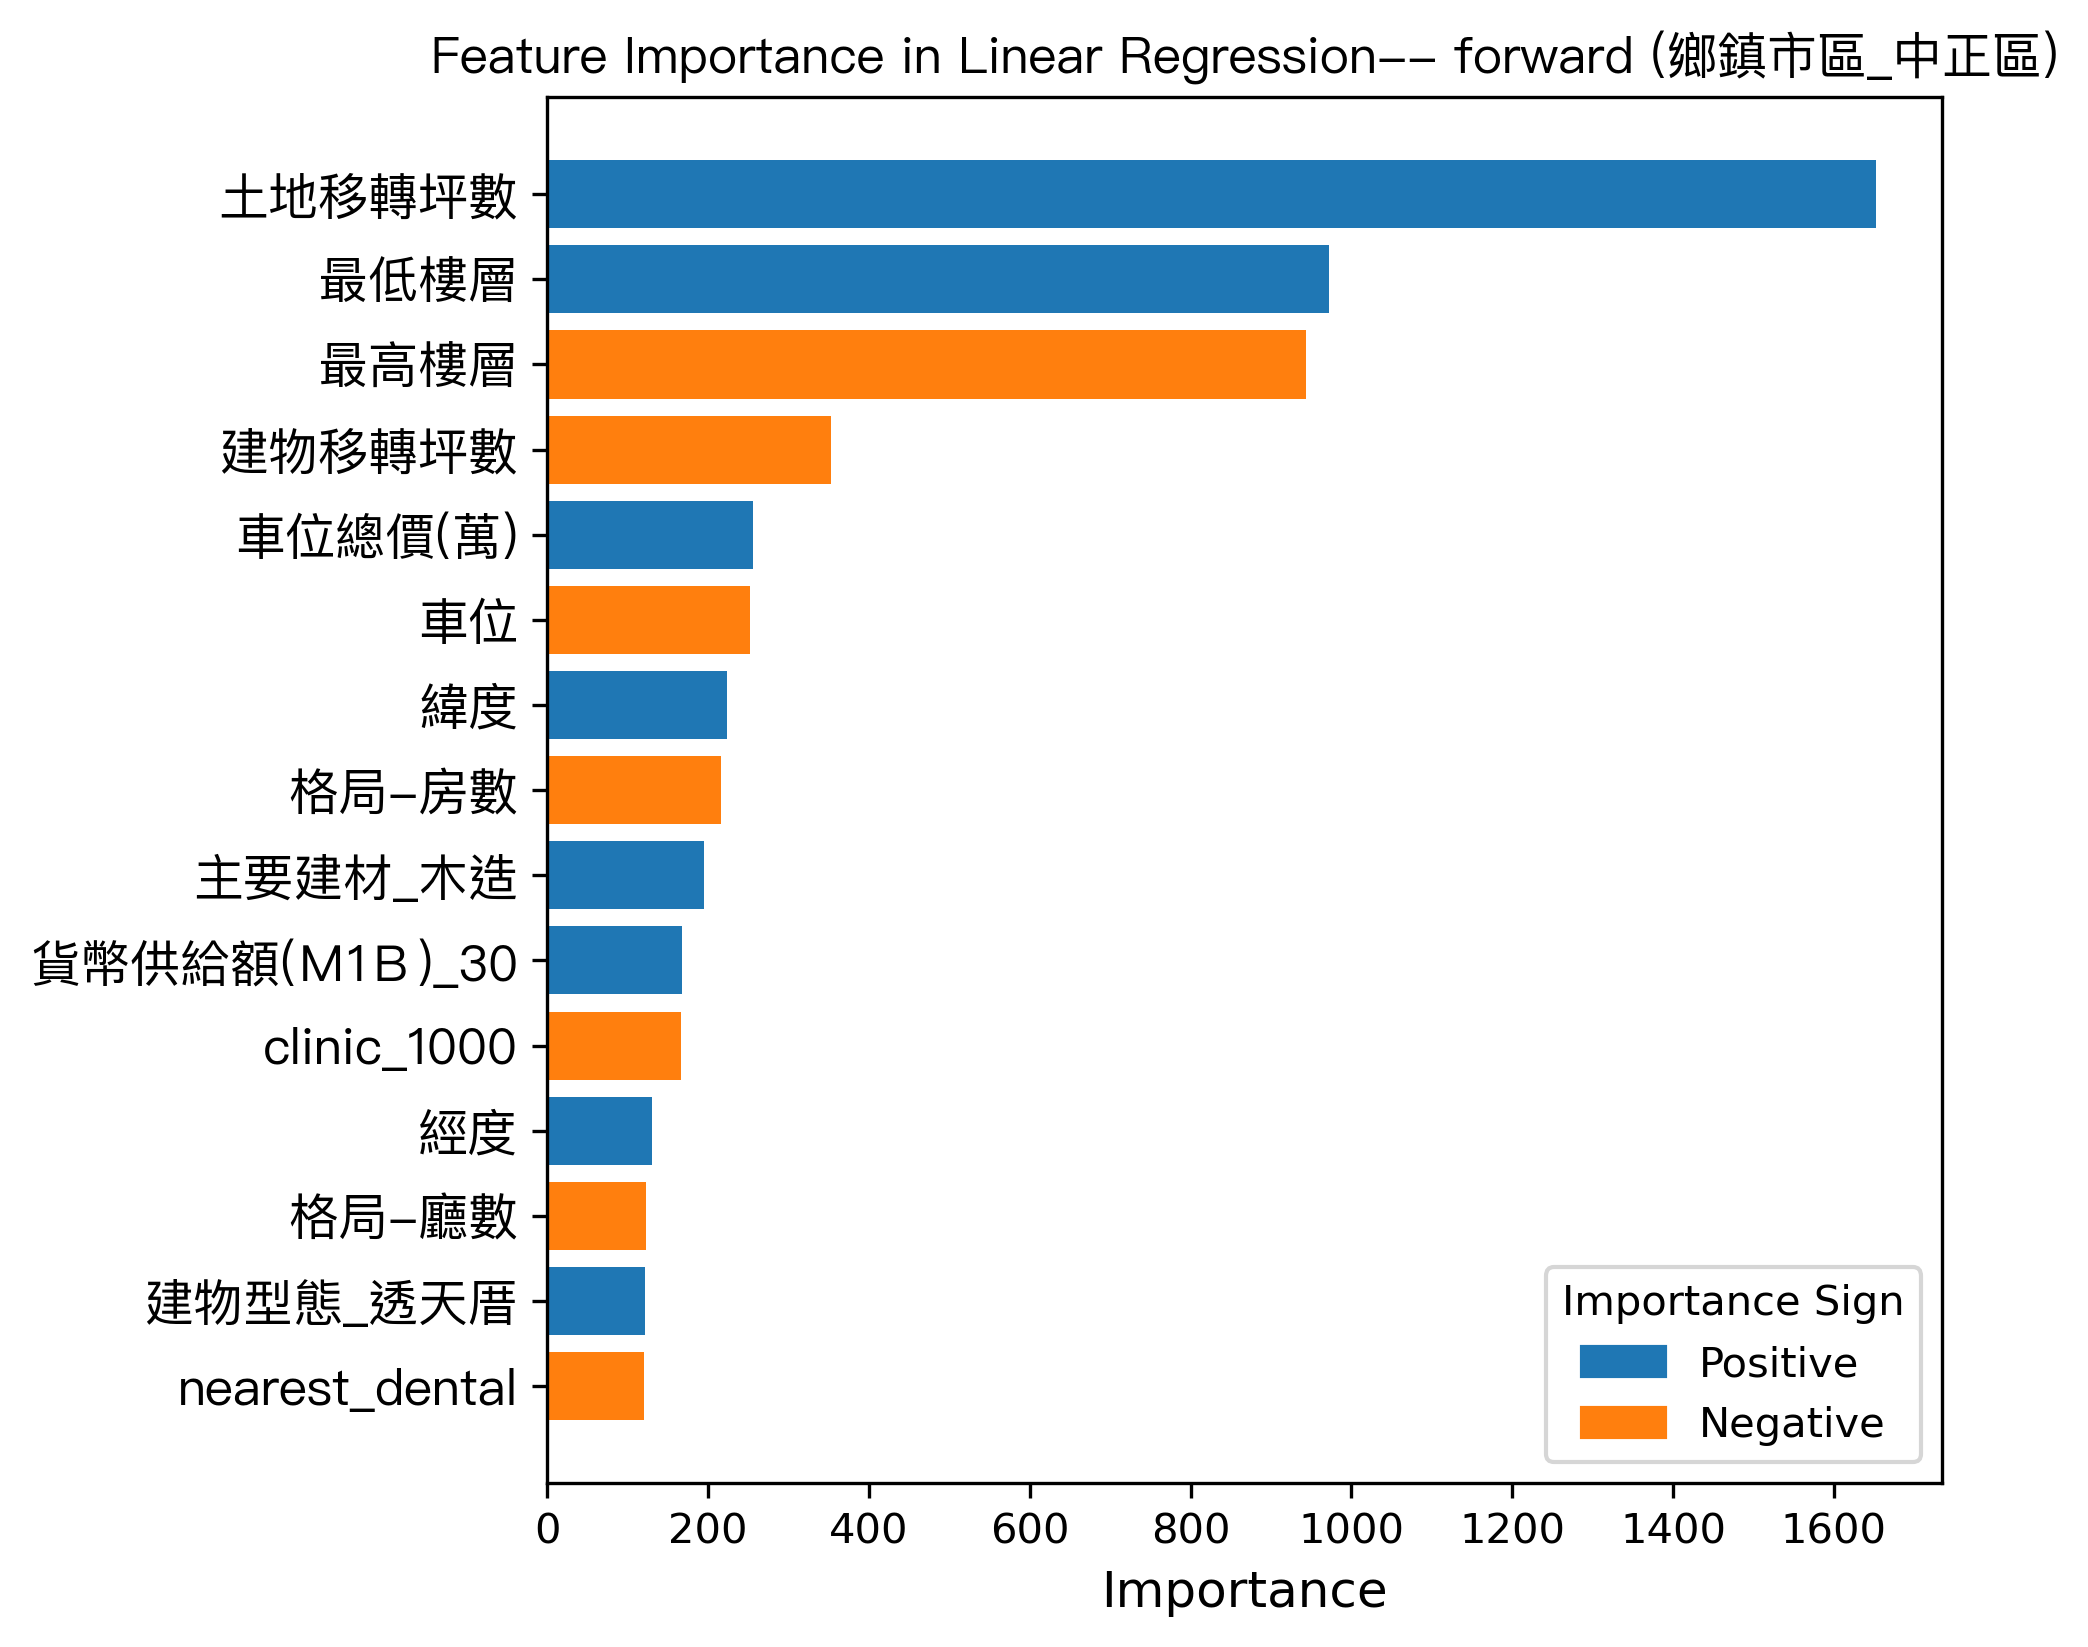 Feature Importance in Linear Regression-- forward (鄉鎮市區_中正區)
土地移轉坪數
最低樓層
最高樓層
建物移轉坪數
車位總價(萬)
車位
緯度
格局-房數
主要建材_木造
貨幣供給額(M1Ｂ)_30
clinic_1000
經度
格局-廳數
建物型態_透天厝
nearest_dental
Importance Sign
Positive
Negative
0 200 400 600 800 1000 1200 1400 1600
Importance